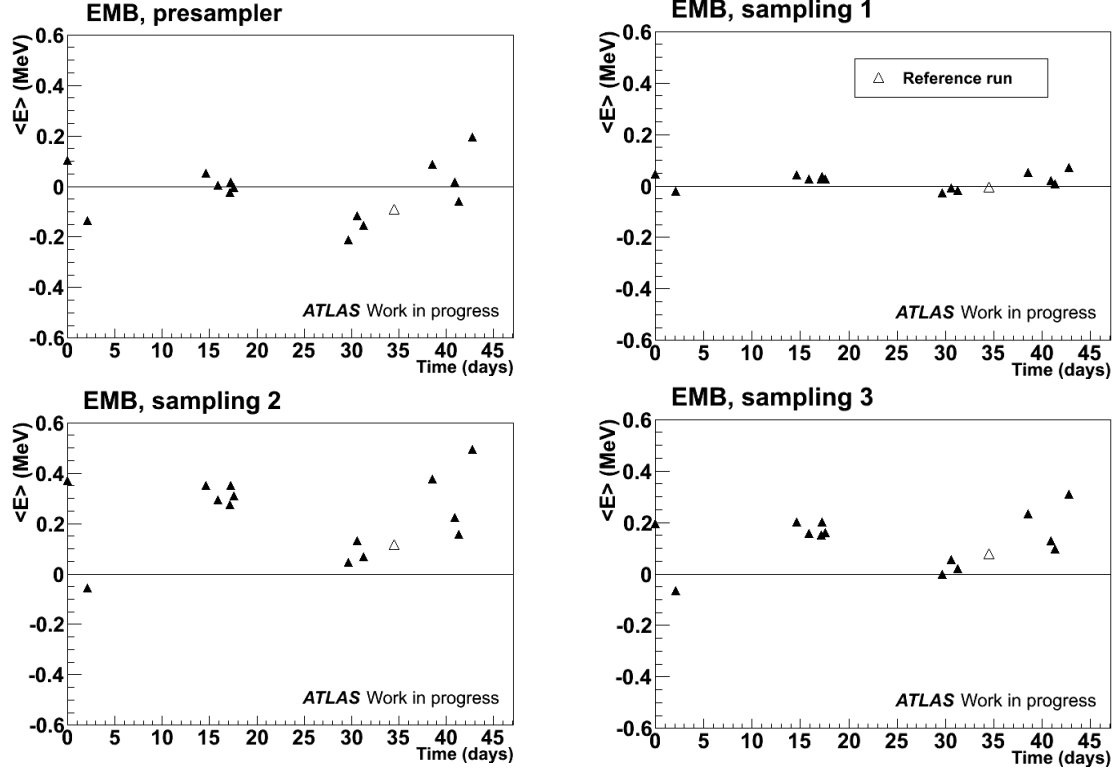 EMB, presampler
<E> (MeV)
0.6
0.4
0.2
0
-0.2
-0.4
-0.6
ATLAS Work in progress
0 5 10 15 20 25 30 35 40 45
Time (days)
EMB, sampling 1
<E> (MeV)
0.6
0.4
0.2
0
-0.2
-0.4
-0.6
Reference run
ATLAS Work in progress
0 5 10 15 20 25 30 35 40 45
Time (days)
EMB, sampling 2
<E> (MeV)
0.6
0.4
0.2
0
-0.2
-0.4
-0.6
ATLAS Work in progress
0 5 10 15 20 25 30 35 40 45
Time (days)
EMB, sampling 3
<E> (MeV)
0.6
0.4
0.2
0
-0.2
-0.4
-0.6
ATLAS Work in progress
0 5 10 15 20 25 30 35 40 45
Time (days)